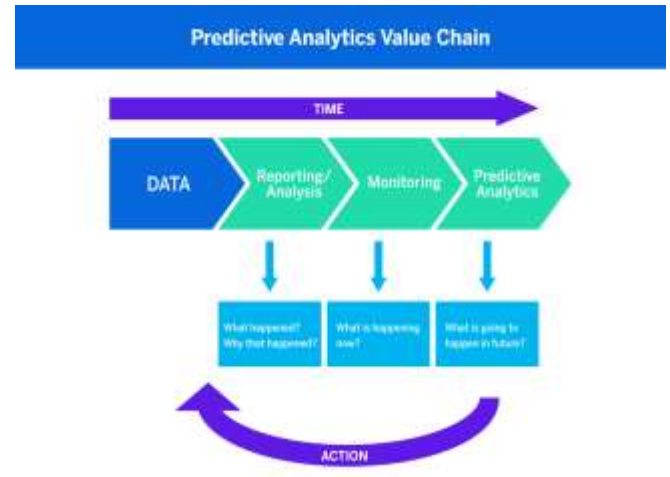 Predictive Analytics Value Chain
TIME
DATA
Reporting/
Analysis
Monitoring
Predictive
Analytics
What happened?
Why that happened?
What is happening
now?
What is going to
happen in future?
ACTION